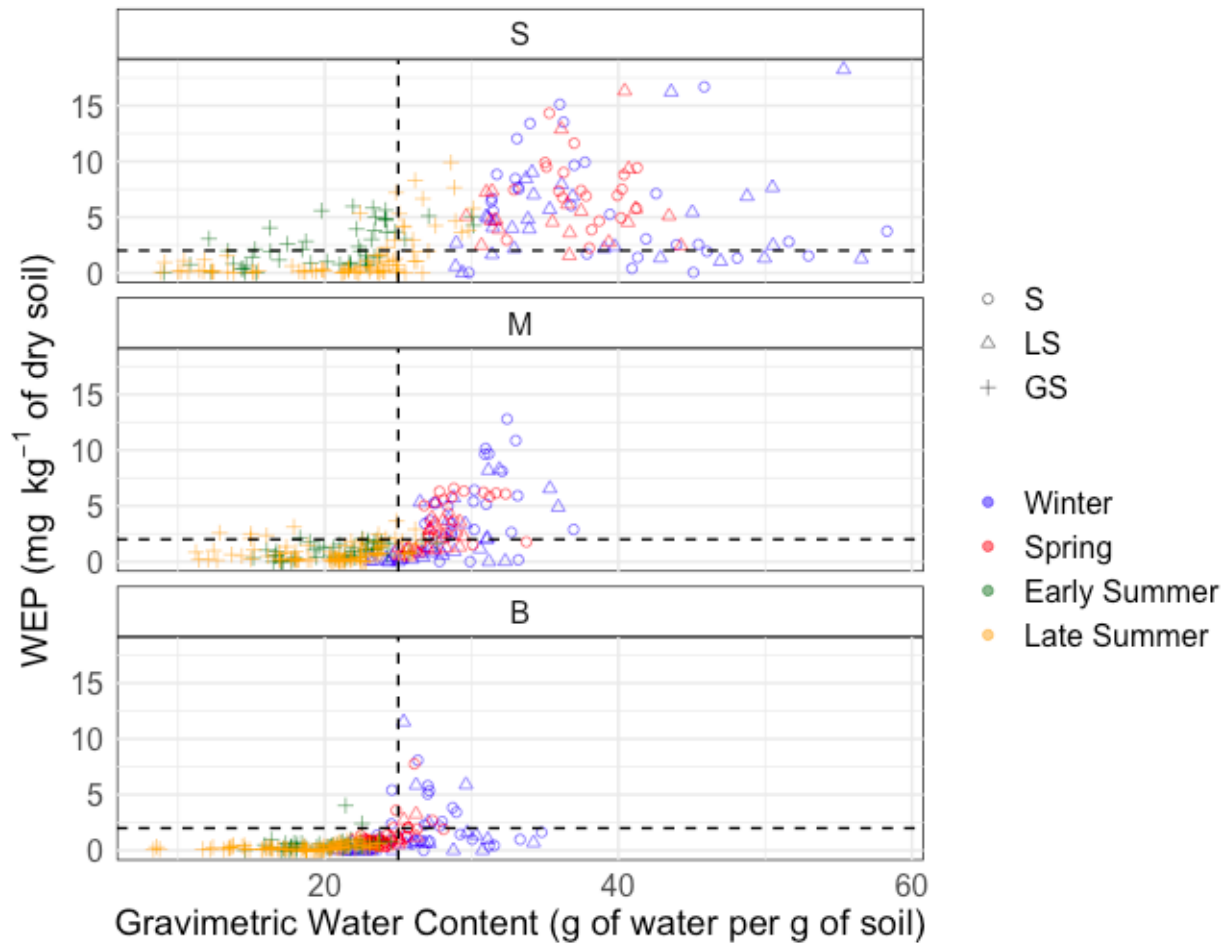 S
15
10
5
0
M
15
10
5
0
B
15
10
5
0
20 40 60
Gravimetric Water Content (g of water per g of soil)
WEP (mg kg⁻¹ of dry soil)
S
LS
GS
Winter
Spring
Early Summer
Late Summer